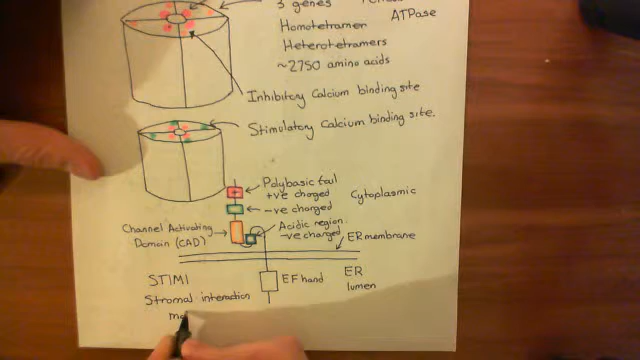 3 genes
ATPase
Homotetramer
Heterotetramers
~2750 amino acids
Inhibitory Calcium binding site
Stimulatory Calcium binding site.
Polybasic tail
+ve charged
Cytoplasmic
+
-ve charged
Channel Activating
Domain (CAD)
Acidic region.
-ve charged
ER membrane
STIM1
EF hand
ER
lumen
Stromal interaction